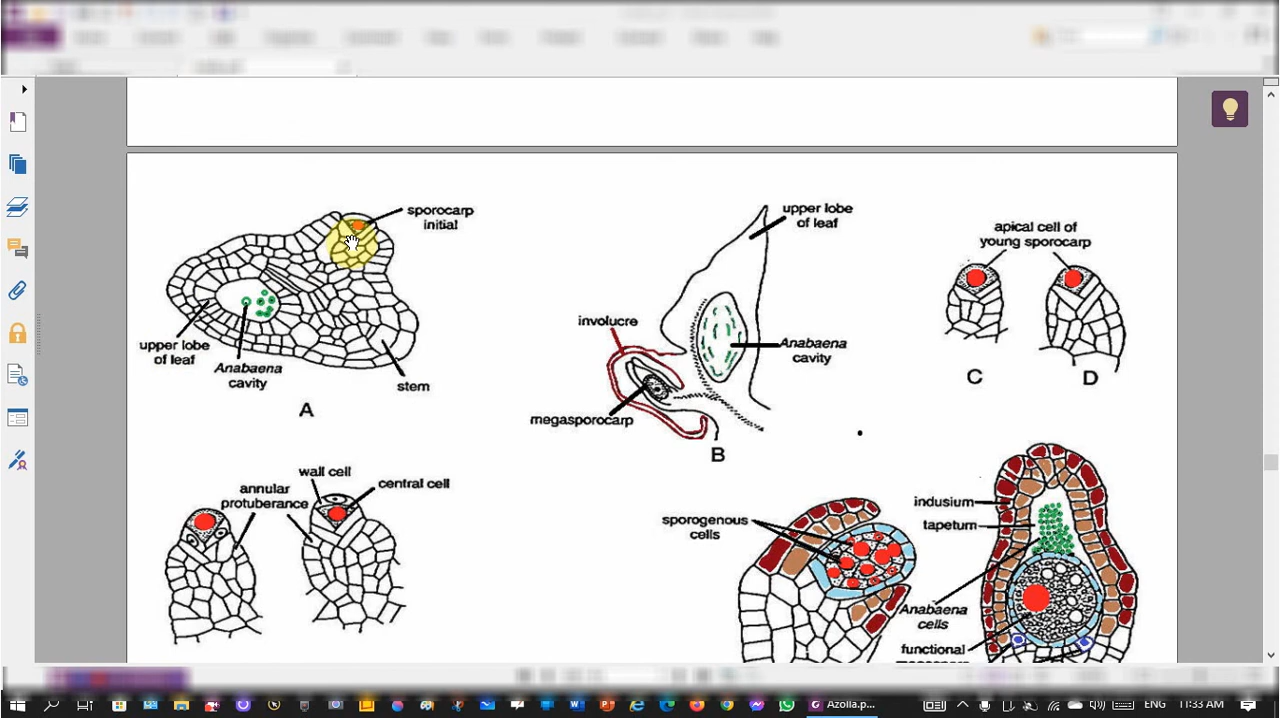 sporocarp
initial
upper lobe
of leaf
Anabaena
cavity
stem
A
upper lobe
of leaf
involucre
Anabaena
cavity
megasporocarp
B
apical cell of
young sporocarp
C
D
wall cell
annular
protuberance
central cell
sporogenous
cells
indusium
tapetum
Anabaena
cells
functional
Azolla.p...
ENG
11:33 AM